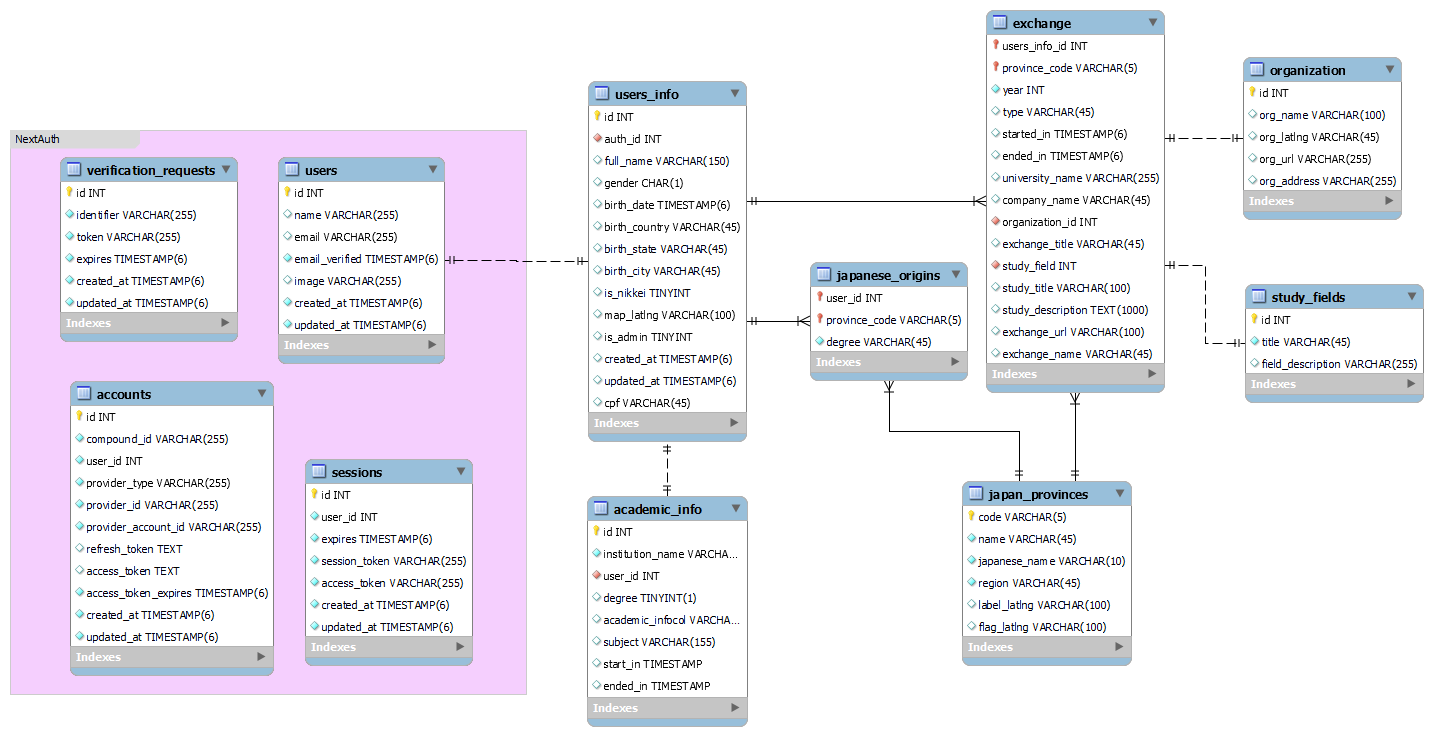 NextAuth
verification_requests
id INT
identifier VARCHAR(255)
token VARCHAR(255)
expires TIMESTAMP(6)
created_at TIMESTAMP(6)
updated_at TIMESTAMP(6)
Indexes
users
id INT
name VARCHAR(255)
email VARCHAR(255)
email_verified TIMESTAMP(6)
image VARCHAR(255)
created_at TIMESTAMP(6)
updated_at TIMESTAMP(6)
Indexes
accounts
id INT
compound_id VARCHAR(255)
user_id INT
provider_type VARCHAR(255)
provider_id VARCHAR(255)
provider_account_id VARCHAR(255)
refresh_token TEXT
access_token TEXT
access_token_expires TIMESTAMP(6)
created_at TIMESTAMP(6)
updated_at TIMESTAMP(6)
Indexes
sessions
id INT
user_id INT
expires TIMESTAMP(6)
session_token VARCHAR(255)
access_token VARCHAR(255)
created_at TIMESTAMP(6)
updated_at TIMESTAMP(6)
Indexes
users_info
id INT
auth_id INT
full_name VARCHAR(150)
gender CHAR(1)
birth_date TIMESTAMP(6)
birth_country VARCHAR(45)
birth_state VARCHAR(45)
birth_city VARCHAR(45)
is_nikkei TINYINT
map_latlng VARCHAR(100)
is_admin TINYINT
created_at TIMESTAMP(6)
updated_at TIMESTAMP(6)
cpf VARCHAR(45)
Indexes
academic_info
id INT
institution_name VARCHA...
user_id INT
degree TINYINT(1)
academic_infocol VARCHA...
subject VARCHAR(155)
start_in TIMESTAMP
ended_in TIMESTAMP
Indexes
japanese_origins
user_id INT
province_code VARCHAR(5)
degree VARCHAR(45)
Indexes
exchange
users_info_id INT
province_code VARCHAR(5)
year INT
type VARCHAR(45)
started_in TIMESTAMP(6)
ended_in TIMESTAMP(6)
university_name VARCHAR(255)
company_name VARCHAR(45)
organization_id INT
exchange_title VARCHAR(45)
study_field INT
study_title VARCHAR(100)
study_description TEXT(1000)
exchange_url VARCHAR(100)
exchange_name VARCHAR(45)
Indexes
japan_provinces
code VARCHAR(5)
name VARCHAR(45)
japanese_name VARCHAR(10)
region VARCHAR(45)
label_latlng VARCHAR(100)
flag_latlng VARCHAR(100)
Indexes
organization
id INT
org_name VARCHAR(100)
org_latlng VARCHAR(45)
org_url VARCHAR(255)
org_address VARCHAR(255)
Indexes
study_fields
id INT
title VARCHAR(45)
field_description VARCHAR(255)
Indexes